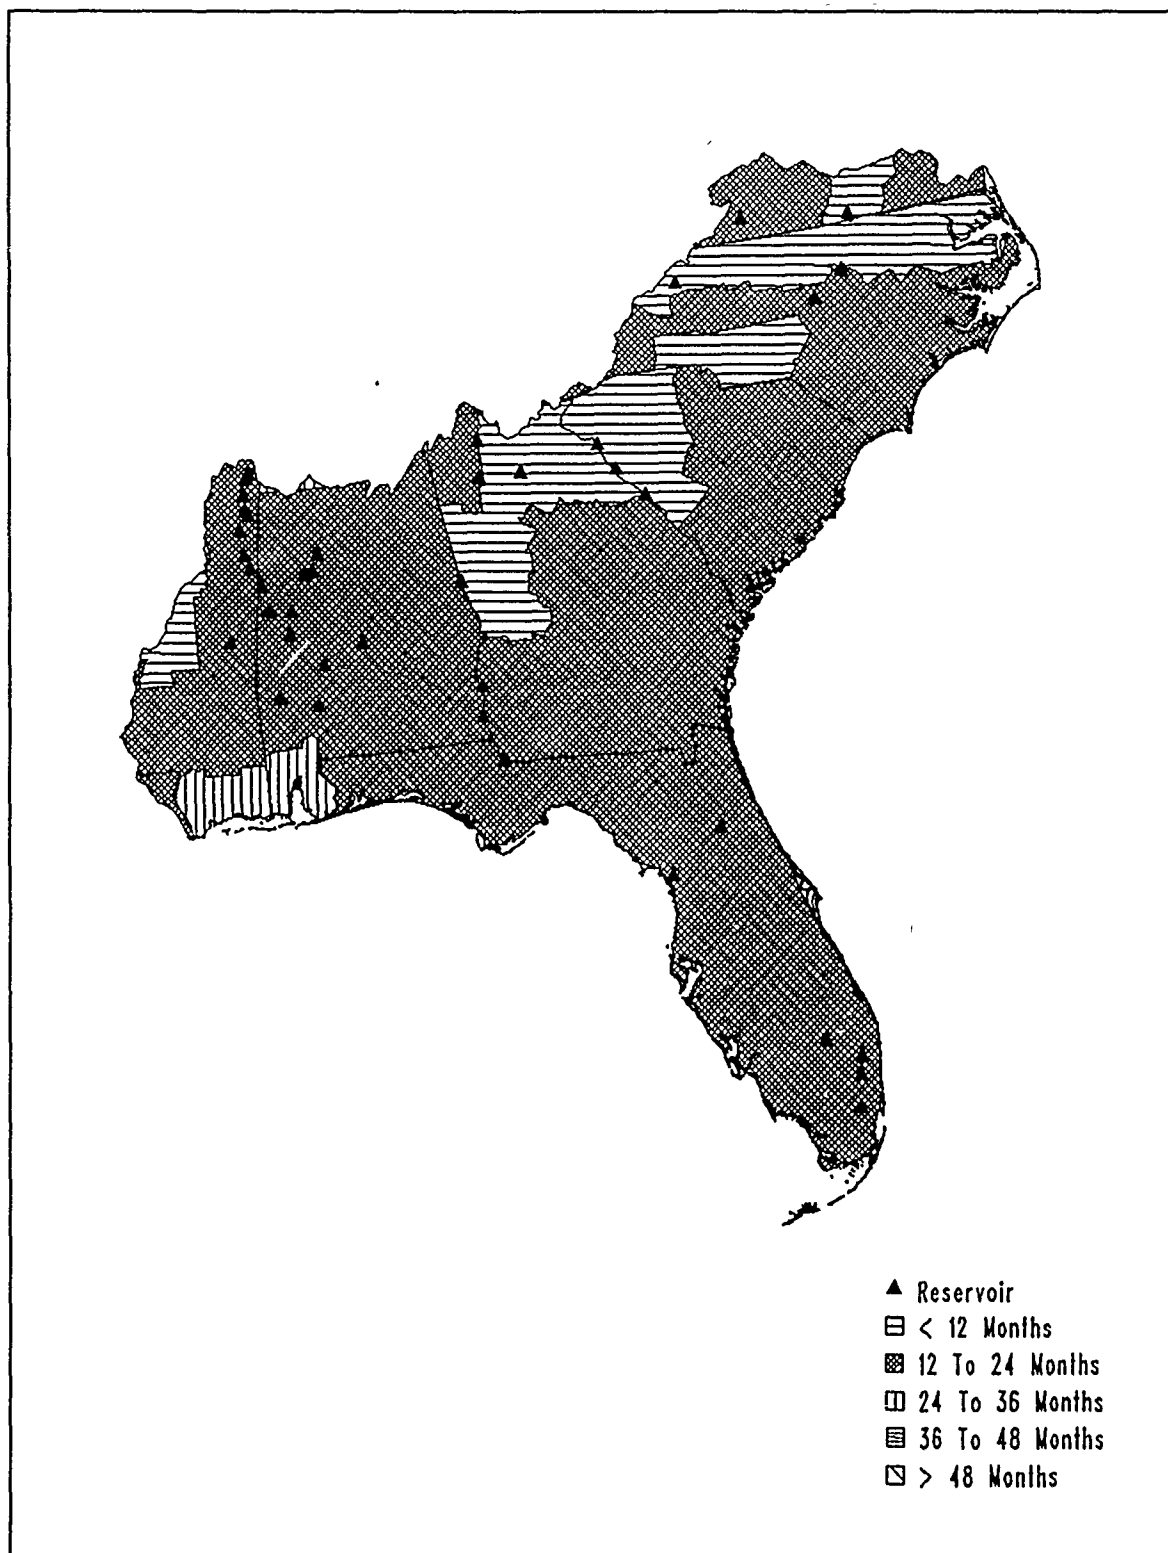 Reservoir
< 12 Months
12 To 24 Months
24 To 36 Months
36 To 48 Months
> 48 Months